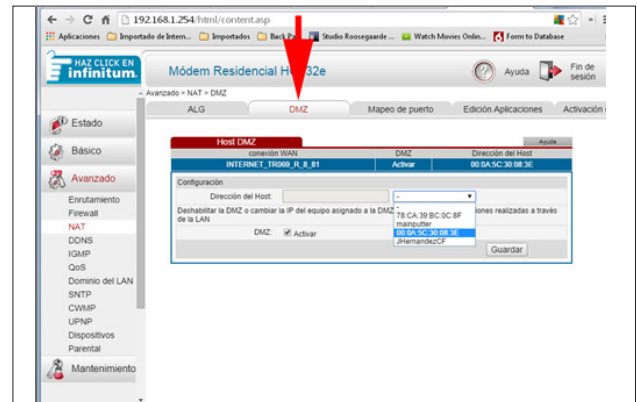 192.168.1.254/html/content.asp
Aplicaciones Importado de Intern... Importados Studio Roosegaarde ... Watch Movies Onlin... Form to Database
HAZ CLICK EN
infinitum.
Módem Residencial
Ayuda
Fin de sesión
Avanzado > NAT > DMZ
ALG DMZ Mapeo de puerto Edición Aplicaciones Activación
Estado
Básico
Avanzado
Enrutamiento
Firewall
NAT
DDNS
IGMP
QoS
Dominio del LAN
SNTP
CWMP
UPNP
Dispositivos
Parental
Mantenimiento
Host DMZ
Ayuda
conexión WAN DMZ Dirección del Host
INTERNET_TR069_R_8_81 Activar 00:0A:5C:30:08:3E
Configuración
Dirección del Host: -
Deshabilitar la DMZ o cambiar la IP del equipo asignado a la DMZ iones realizadas a través
de la LAN
-
78:CA:39:BC:0C:8F
mainputter
00:0A:5C:30:08:3E
JHernandezCF
DMZ: Activar
Guardar